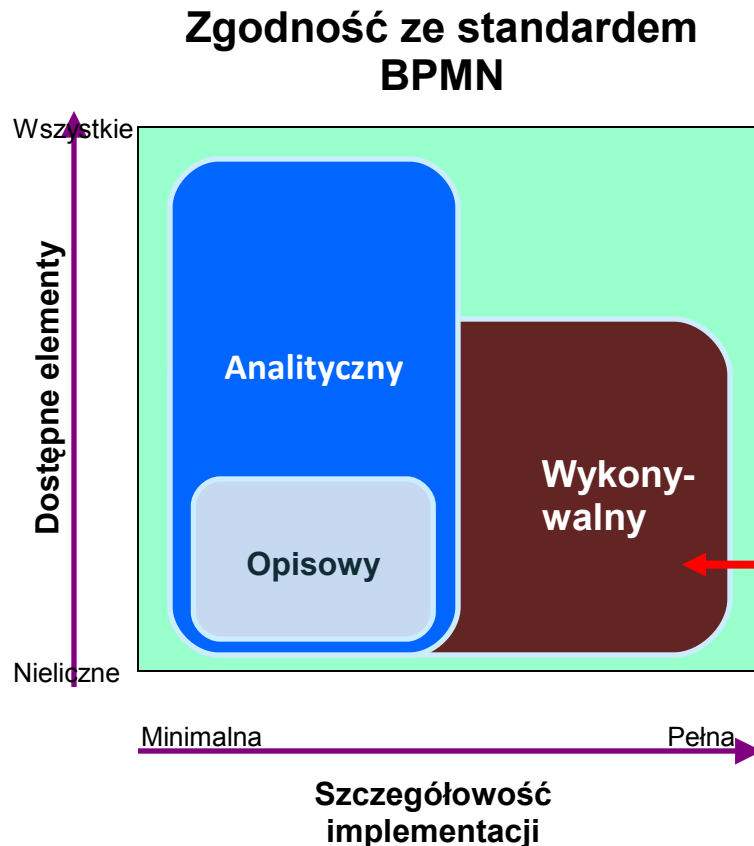 Zgodność ze standardem
BPMN
Wszystkie
Dostępne elementy
Analityczny
Wykony-
walny
Opisowy
Nieliczne
Minimalna
Pełna
Szczegółowość
implementacji